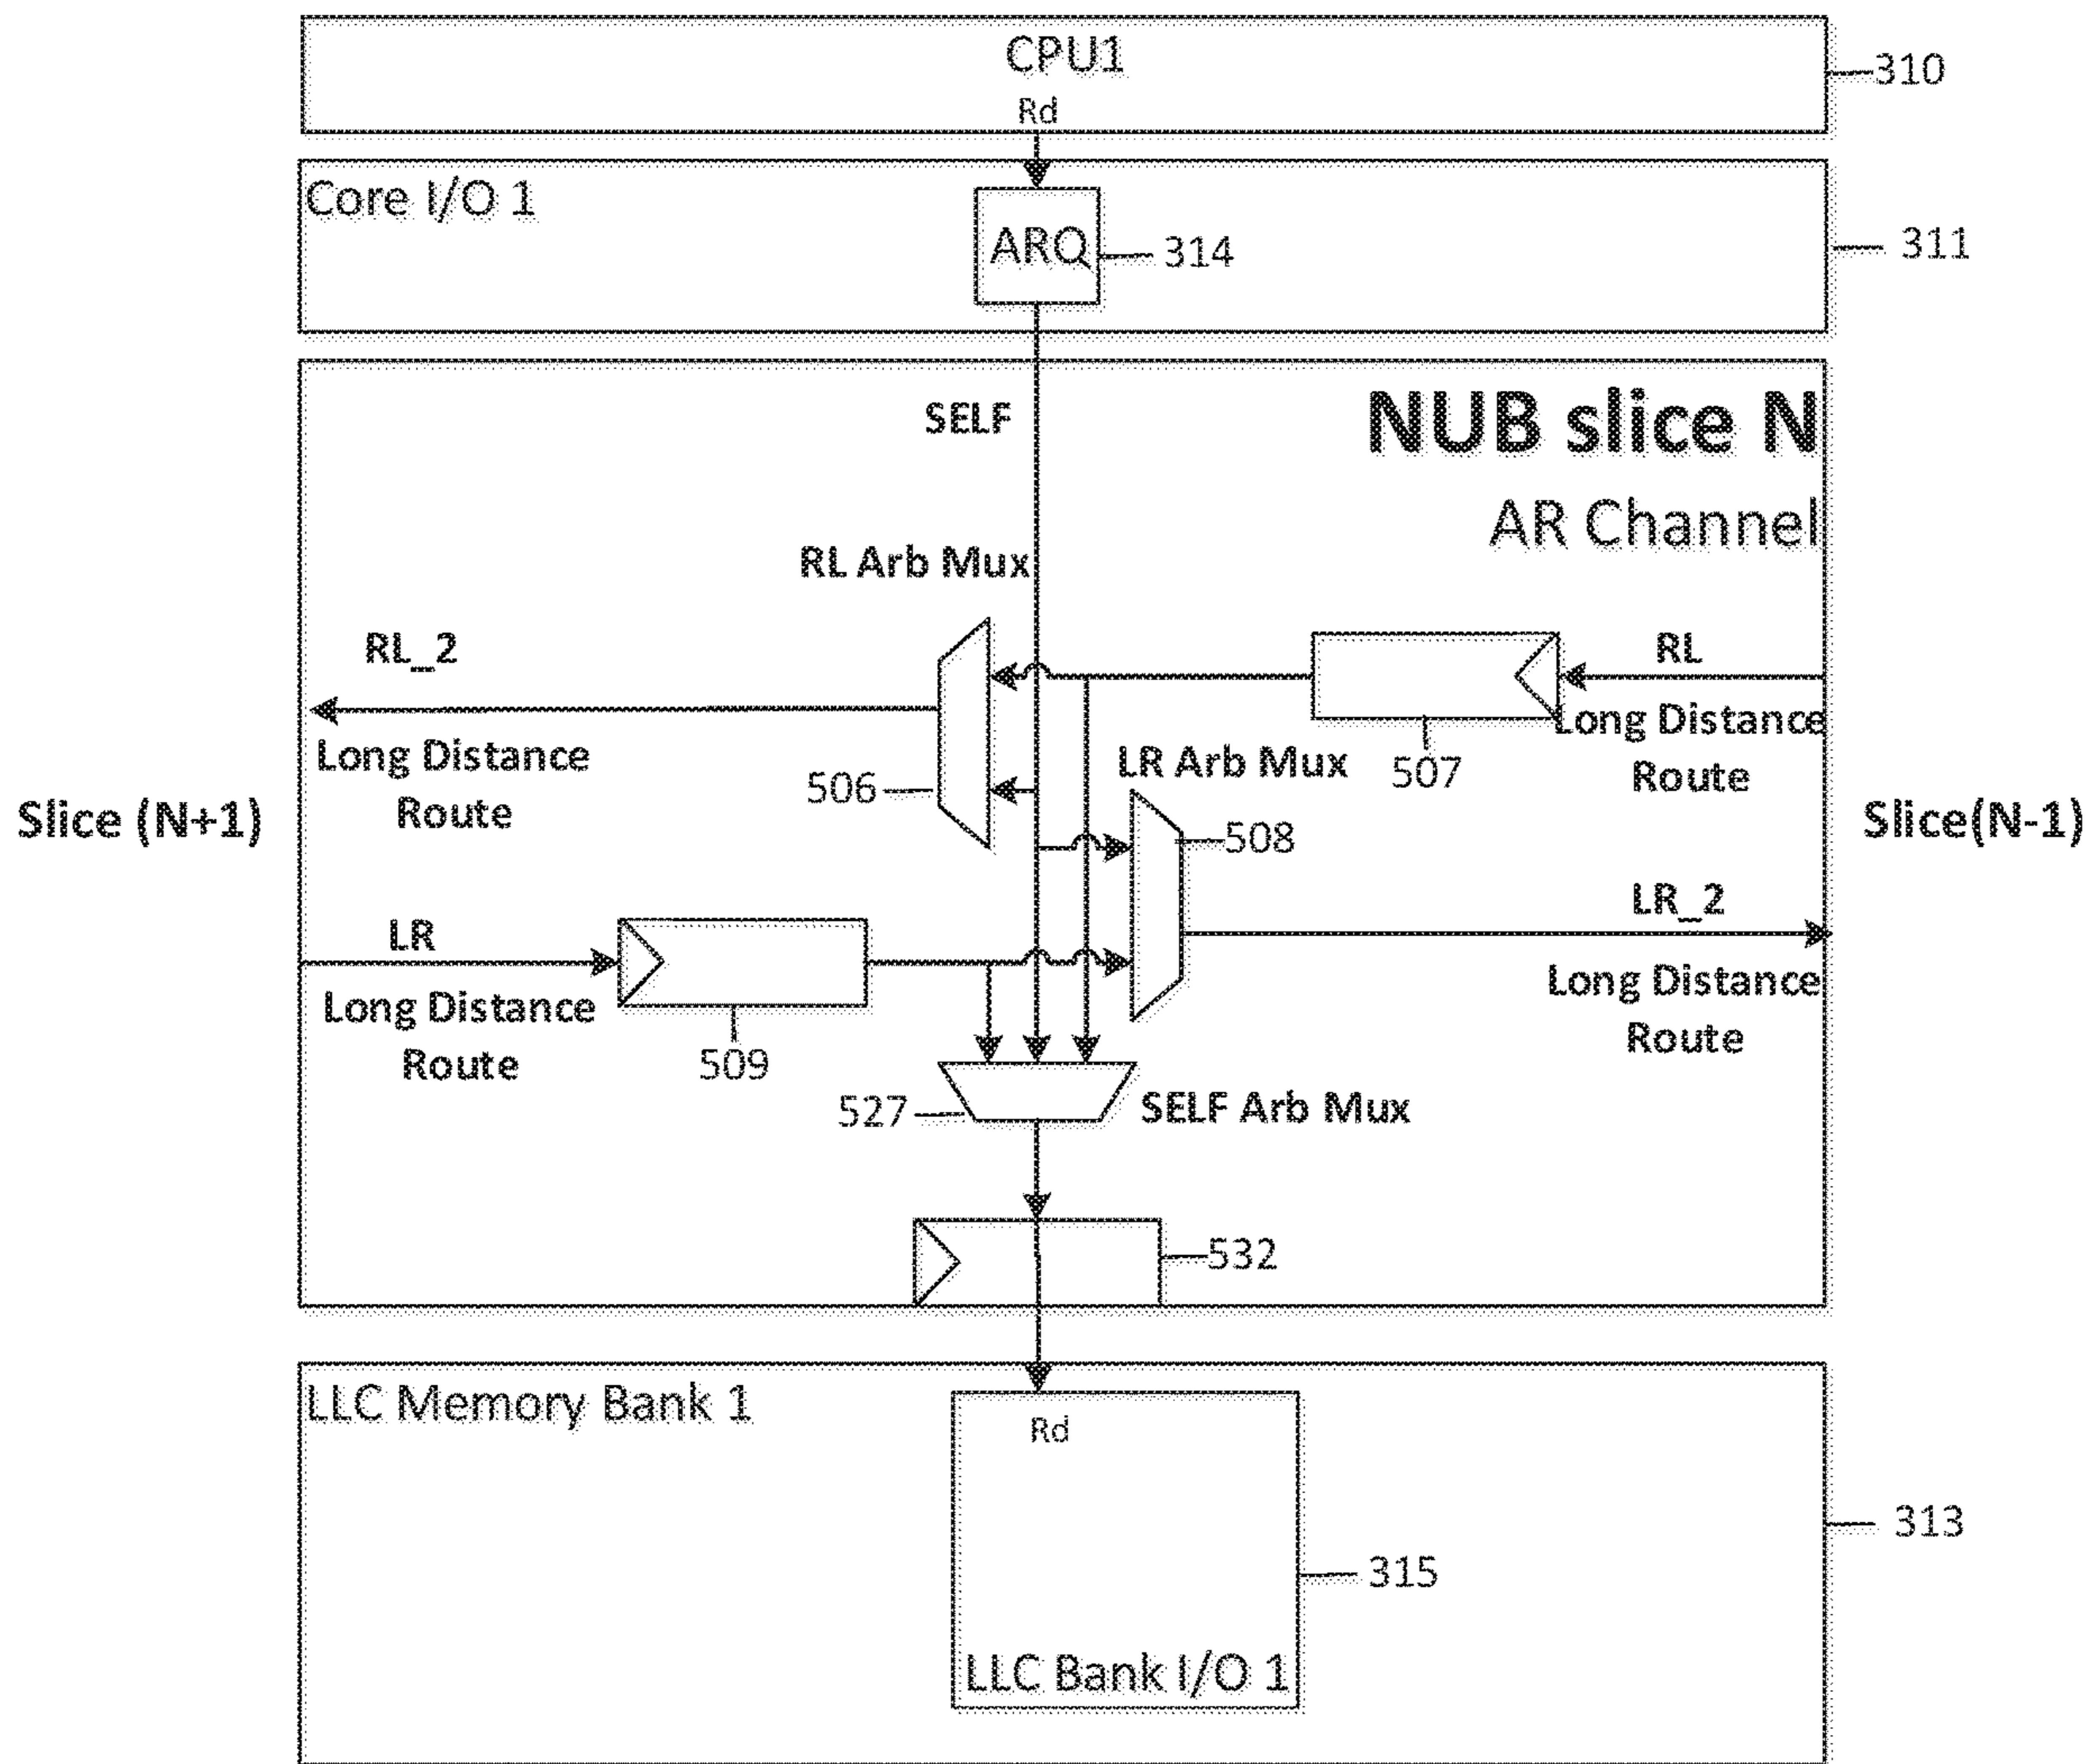 CPU1
Rd
310
Core I/O 1
ARQ
314
311
SELF
NUB slice N
AR Channel
RL Arb Mux
RL_2
RL
Long Distance
Route
Long Distance
Route
506
LR Arb Mux
507
Slice (N+1)
508
Slice(N-1)
LR
LR_2
Long Distance
Route
Long Distance
Route
509
527
SELF Arb Mux
532
LLC Memory Bank 1
Rd
313
315
LLC Bank I/O 1